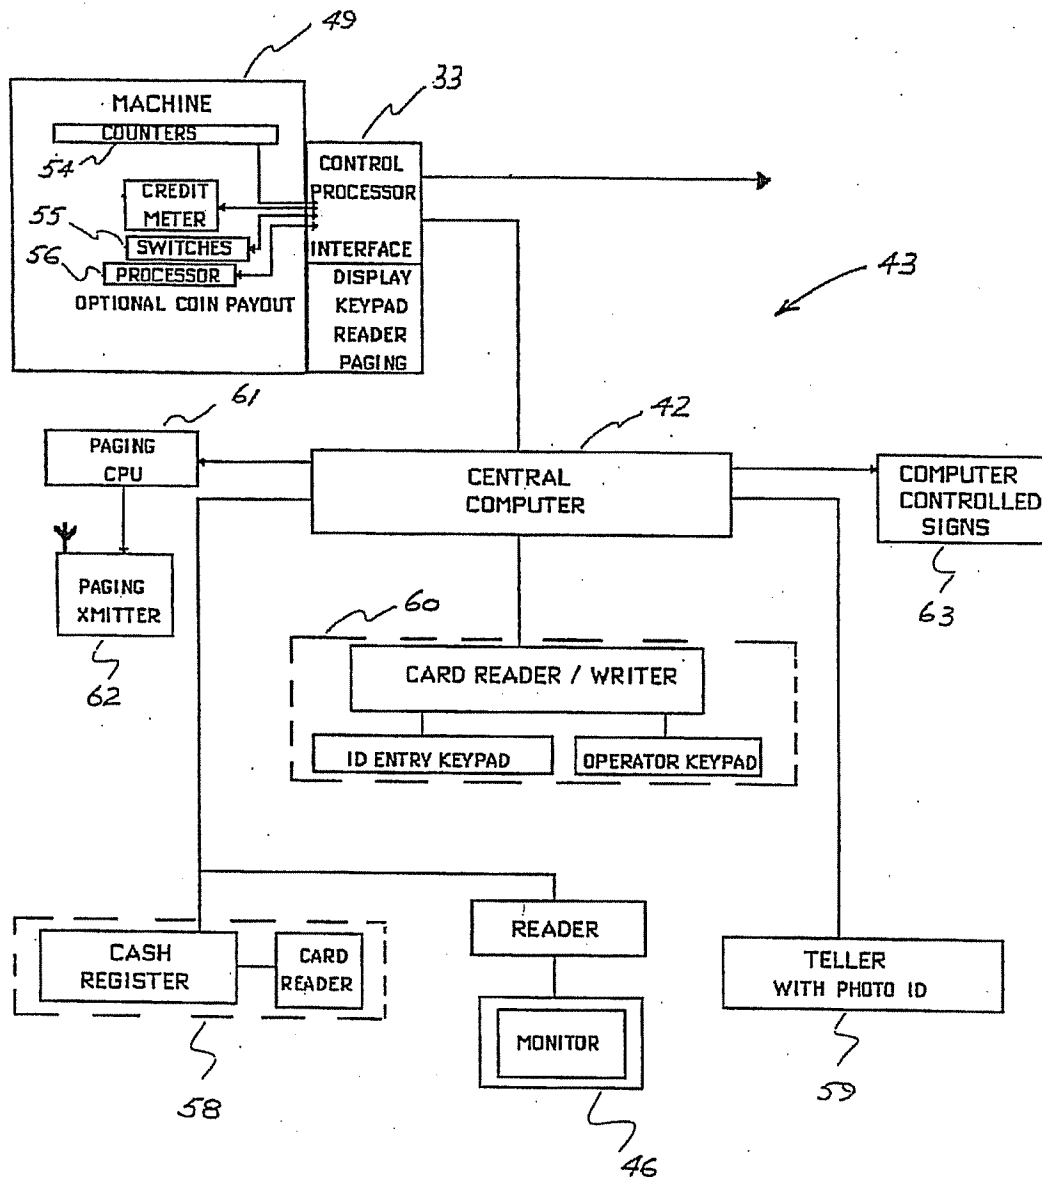 49
33
MACHINE
COUNTERS
54
CREDIT
METER
55
SWITCHES
56
PROCESSOR
OPTIONAL COIN PAYOUT
CONTROL
PROCESSOR
INTERFACE
DISPLAY
KEYPAD
READER
PAGING
43
61
42
PAGING
CPU
CENTRAL
COMPUTER
COMPUTER
CONTROLLED
SIGNS
63
PAGING
XMITTER
62
60
CARD READER / WRITER
ID ENTRY KEYPAD
OPERATOR KEYPAD
CASH
REGISTER
CARD
READER
58
READER
MONITOR
46
TELLER
WITH PHOTO ID
59